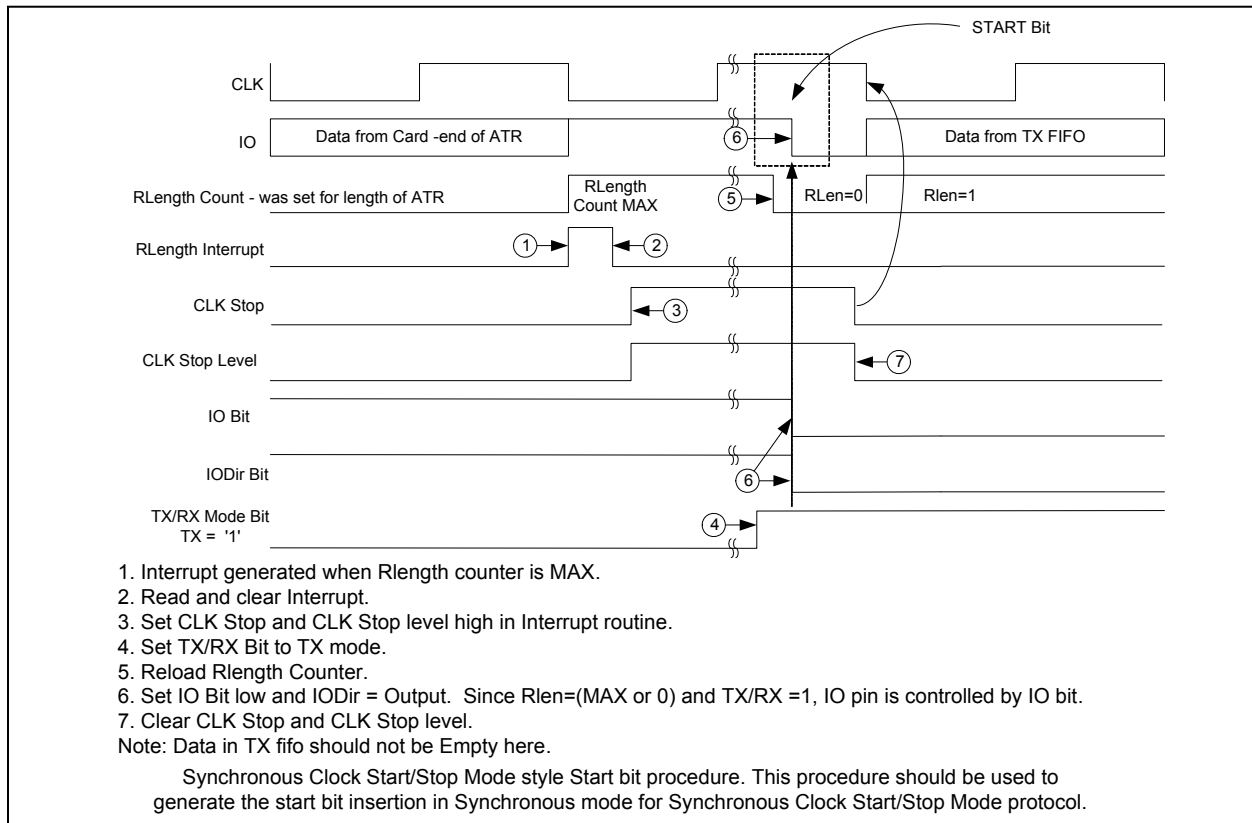 START Bit
CLK
IO
Data from Card -end of ATR
6
Data from TX FIFO
RLength Count - was set for length of ATR
RLength
Count MAX
5
RLen=0
Rlen=1
RLength Interrupt
1
2
CLK Stop
3
CLK Stop Level
7
IO Bit
IODir Bit
6
TX/RX Mode Bit
TX = '1'
4
1. Interrupt generated when Rlength counter is MAX.
2. Read and clear Interrupt.
3. Set CLK Stop and CLK Stop level high in Interrupt routine.
4. Set TX/RX Bit to TX mode.
5. Reload Rlength Counter.
6. Set IO Bit low and IODir = Output. Since Rlen=(MAX or 0) and TX/RX =1, IO pin is controlled by IO bit.
7. Clear CLK Stop and CLK Stop level.
Note: Data in TX fifo should not be Empty here.
Synchronous Clock Start/Stop Mode style Start bit procedure. This procedure should be used to
generate the start bit insertion in Synchronous mode for Synchronous Clock Start/Stop Mode protocol.